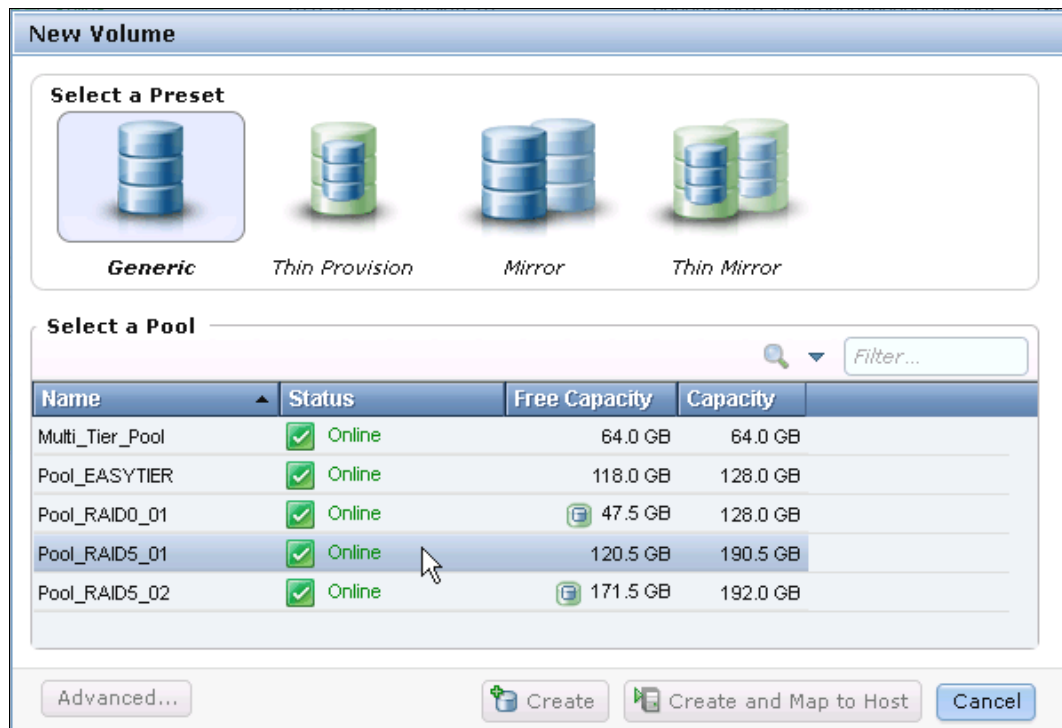 New Volume
Select a Preset
Generic Thin Provision Mirror Thin Mirror
Select a Pool
Filter...
Name Status Free Capacity Capacity
Multi_Tier_Pool Online 64.0 GB 64.0 GB
Pool_EASYTIER Online 118.0 GB 128.0 GB
Pool_RAID0_01 Online 47.5 GB 128.0 GB
Pool_RAID5_01 Online 120.5 GB 190.5 GB
Pool_RAID5_02 Online 171.5 GB 192.0 GB
Advanced... Create Create and Map to Host Cancel